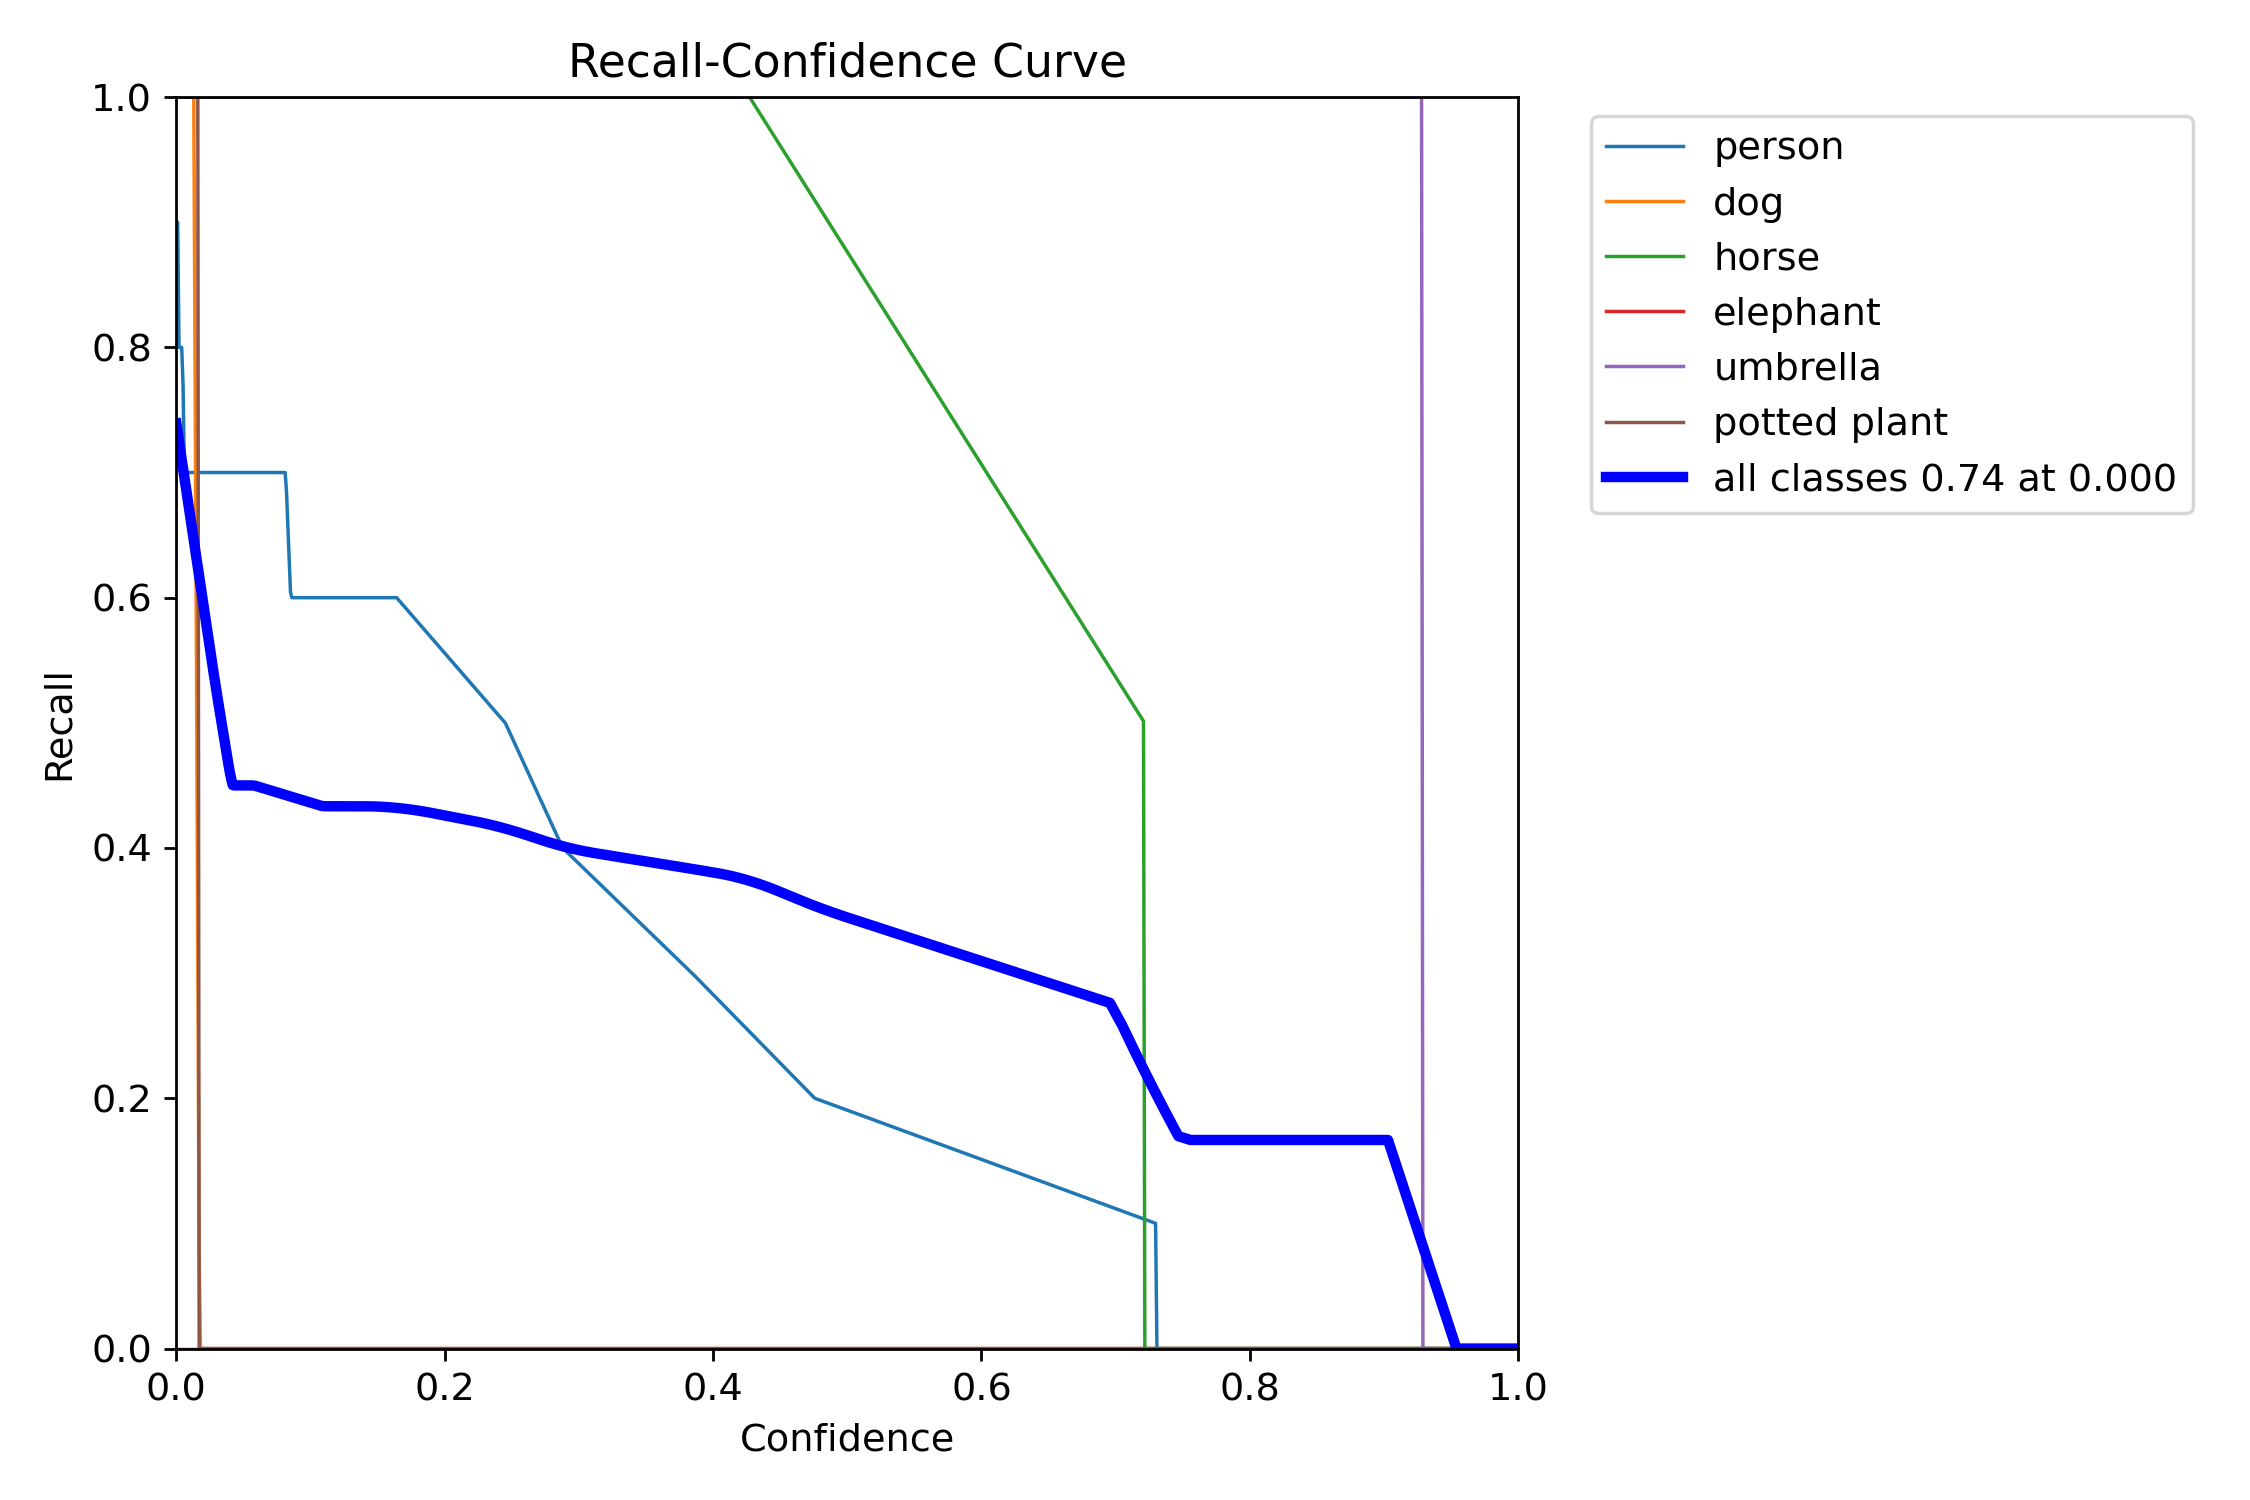 Recall-Confidence Curve
1.0
0.8
0.6
0.4
0.2
0.0
Recall
0.0 0.2 0.4 0.6 0.8 1.0
Confidence
person
dog
horse
elephant
umbrella
potted plant
all classes 0.74 at 0.000